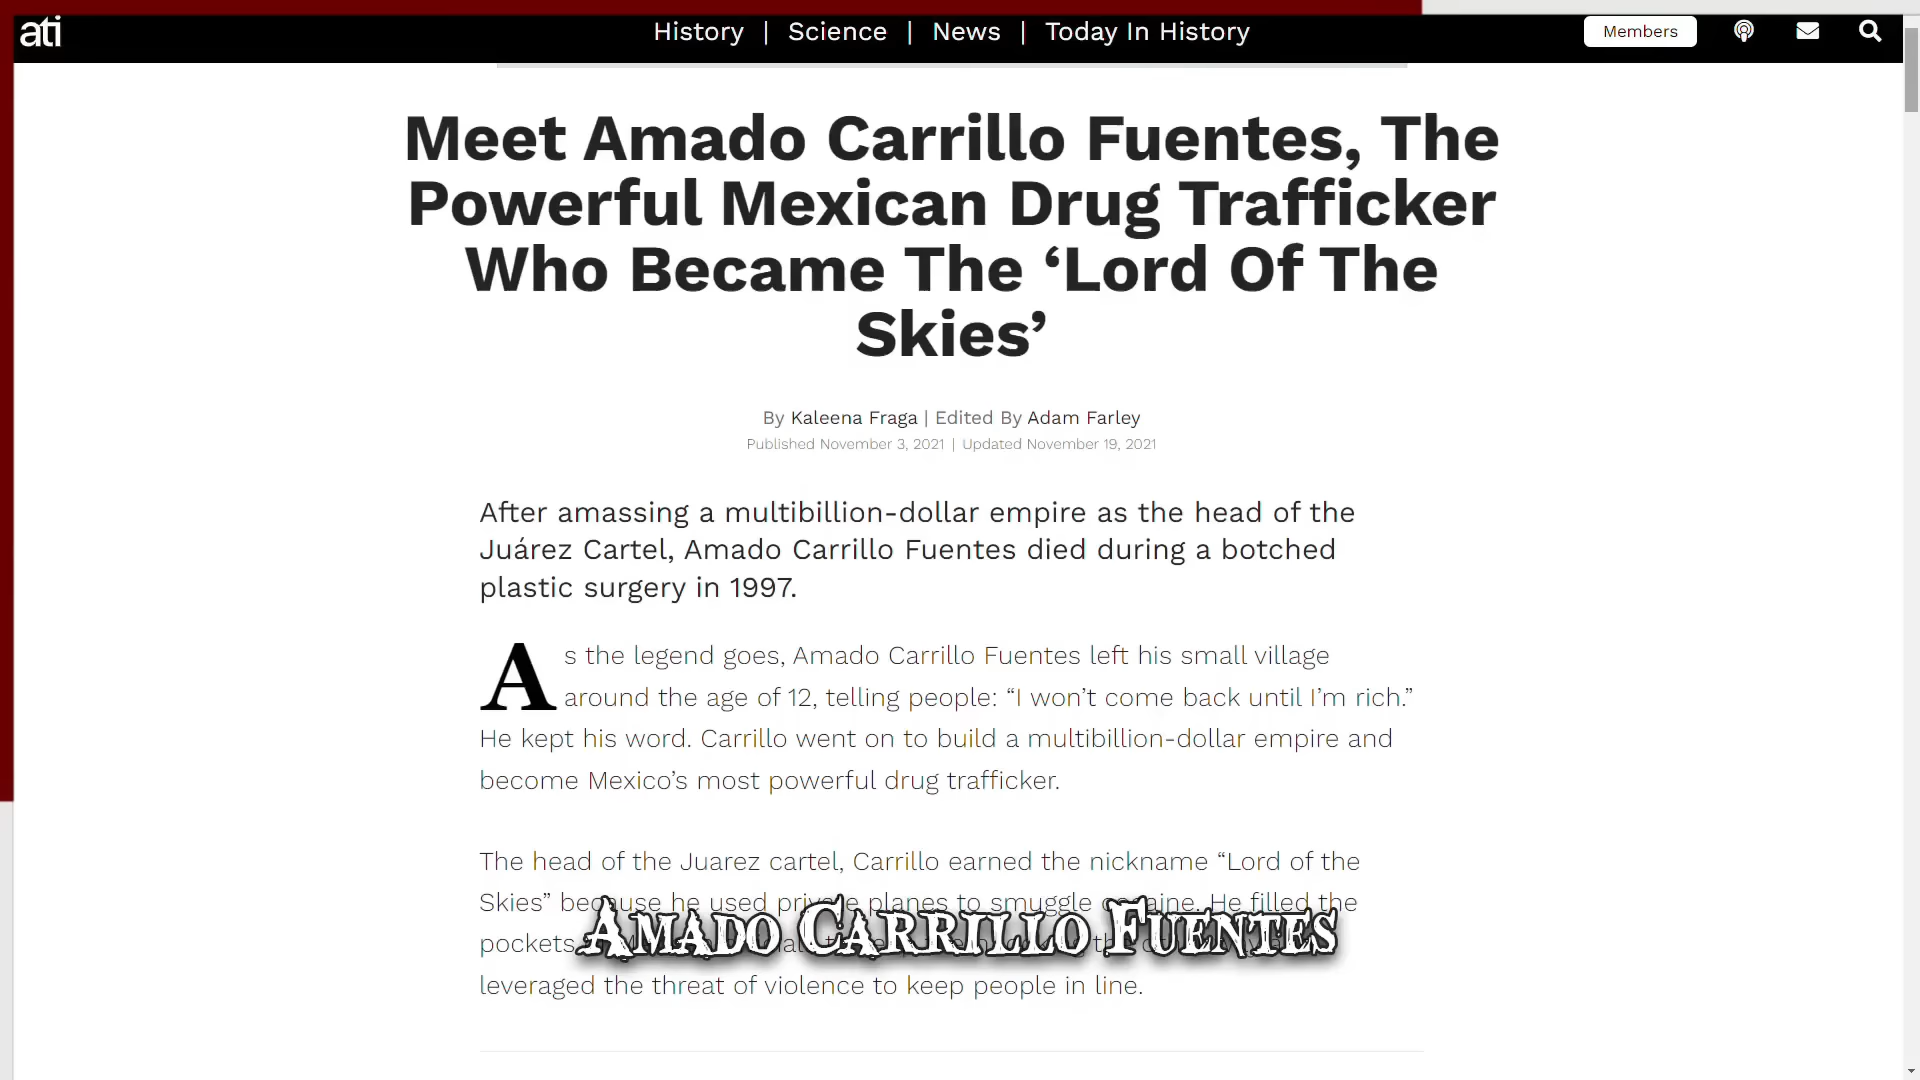 ati
History | Science | News | Today In History
Members
Meet Amado Carrillo Fuentes, The
Powerful Mexican Drug Trafficker
Who Became The ‘Lord Of The
Skies’
By Kaleena Fraga | Edited By Adam Farley
Published November 3, 2021 | Updated November 19, 2021
After amassing a multibillion-dollar empire as the head of the
Juárez Cartel, Amado Carrillo Fuentes died during a botched
plastic surgery in 1997.
As the legend goes, Amado Carrillo Fuentes left his small village
around the age of 12, telling people: “I won’t come back until I’m rich.”
He kept his word. Carrillo went on to build a multibillion-dollar empire and
become Mexico’s most powerful drug trafficker.
The head of the Juarez cartel, Carrillo earned the nickname “Lord of the
Skies” because he used private planes to smuggle cocaine. He filled the
pockets
Amado Carrillo Fuentes
leveraged the threat of violence to keep people in line.